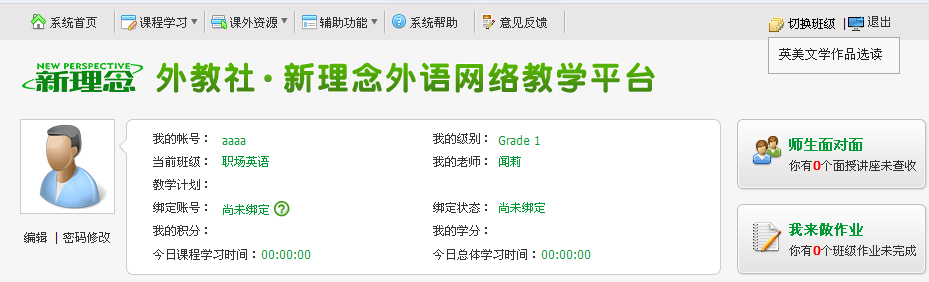 系统首页 课程学习 课外资源 辅助功能 系统帮助 意见反馈 切换班级 | 退出
英美文学作品选读
NEW PERSPECTIVE
新理念 外教社·新理念外语网络教学平台
我的帐号： aaaa 我的级别： Grade 1
当前班级： 职场英语 我的老师： 闻莉
教学计划：
绑定账号： 尚未绑定 ? 绑定状态： 尚未绑定
我的积分： 我的学分：
今日课程学习时间：00:00:00 今日总体学习时间：00:00:00
编辑 | 密码修改
师生面对面
你有0个面授讲座未查收
我来做作业
你有0个班级作业未完成